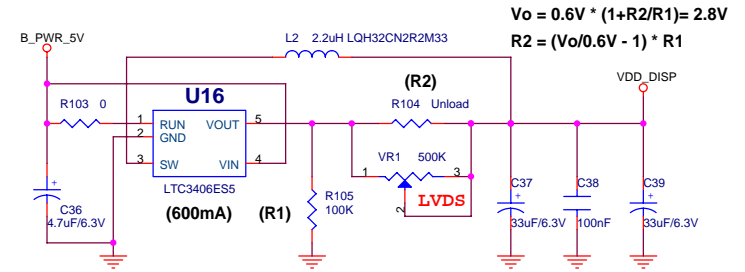 Vo = 0.6V * (1+R2/R1)= 2.8V
R2 = (Vo/0.6V - 1) * R1
B_PWR_5V
L2 2.2uH LQH32CN2R2M33
VDD_DISP
(R2)
U16
R103 0
R104 Unload
1 RUN VOUT 5
2 GND
3 SW VIN 4
LTC3406ES5
(600mA)
(R1)
VR1 500K
1 3
2
LVDS
R105
100K
C36
4.7uF/6.3V
C37
33uF/6.3V
C38
100nF
C39
33uF/6.3V